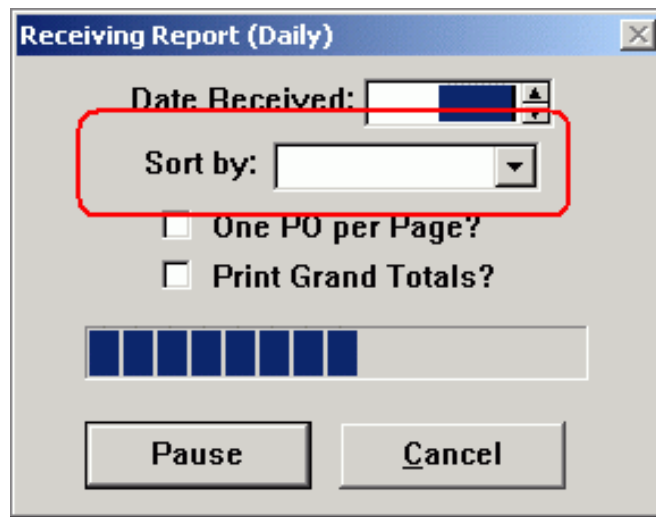 Receiving Report (Daily)
Date Received:
Sort by:
One PO per Page?
Print Grand Totals?
Pause Cancel